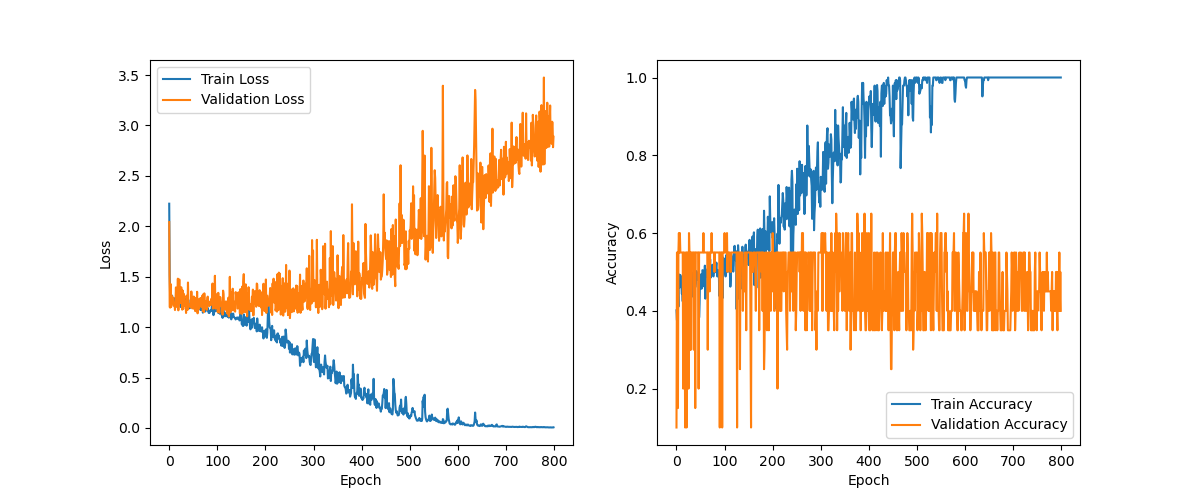 Train Loss
Validation Loss
3.5
3.0
2.5
2.0
1.5
1.0
0.5
0.0
Loss
0 100 200 300 400 500 600 700 800
Epoch
1.0
0.8
0.6
0.4
0.2
Accuracy
Train Accuracy
Validation Accuracy
0 100 200 300 400 500 600 700 800
Epoch